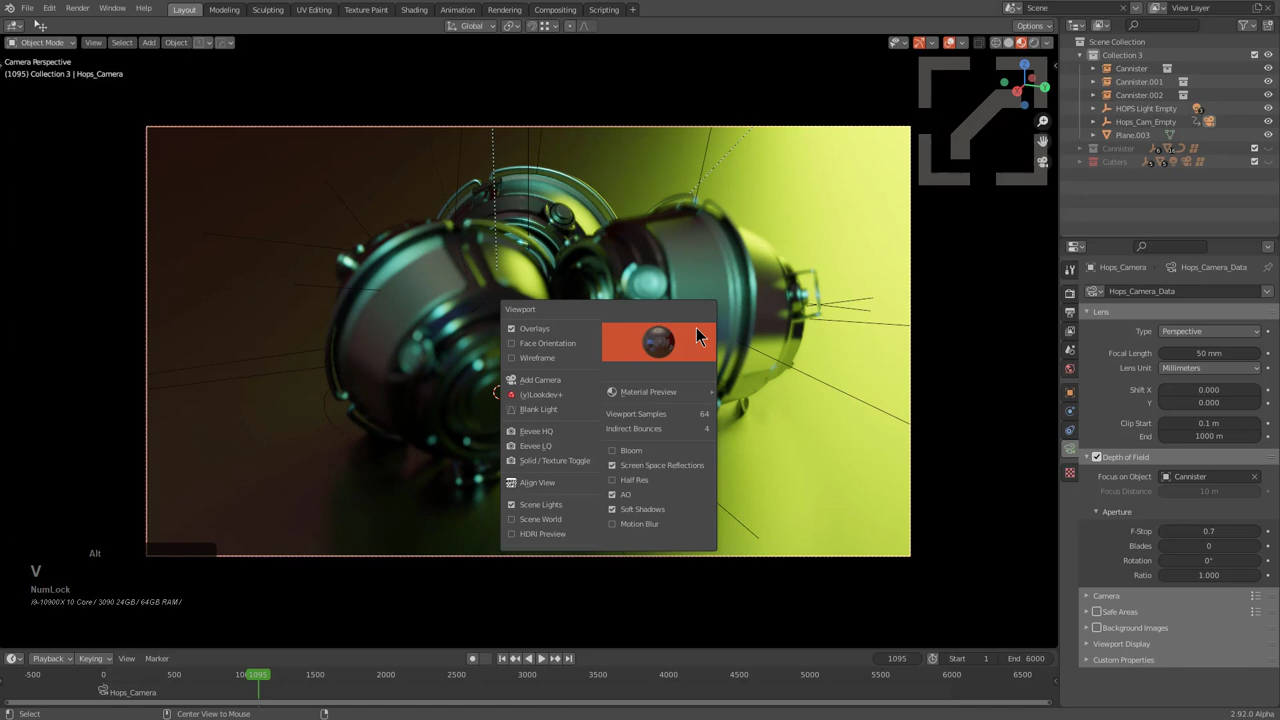 File Edit Render Window Help Layout Modeling Sculpting UV Editing Texture Paint Shading Animation Rendering Compositing Scripting + Scene View Layer
Global Options
Object Mode View Select Add Object
Camera Perspective
(1095) Collection 3 | Hops_Camera
Scene Collection
Collection 3
Cannister
Cannister.001
Cannister.002
HOPS Light Empty
Hops_Cam_Empty
Plane.003
Cannister
Cutters
Hops_Camera Hops_Camera_Data
Hops_Camera_Data
Lens
Type Perspective
Focal Length 50 mm
Lens Unit Millimeters
Shift X 0.000
Y 0.000
Clip Start 0.1 m
End 1000 m
Depth of Field
Focus on Object Cannister
Focus Distance 10 m
Aperture
F-Stop 0.7
Blades 0
Rotation 0°
Ratio 1.000
Camera
Safe Areas
Background Images
Viewport Display
Custom Properties
Viewport
Overlays
Face Orientation
Wireframe
Add Camera
(y)Lookdev+
Blank Light
Eevee HQ
Eevee LQ
Solid / Texture Toggle
Align View
Scene Lights
Scene World
HDRI Preview
Material Preview
Viewport Samples 64
Indirect Bounces 4
Bloom
Screen Space Reflections
Half Res
AO
Soft Shadows
Motion Blur
Alt
V
NumLock
/i9-10900X 10 Core / 3090 24GB / 64GB RAM /
Playback Keying View Marker 1095 Start 1 End 6000
-500 0 500 1095 1500 2000 2500 3000 3500 4000 4500 5000 5500 6000 6500
Hops_Camera
Select Center View to Mouse 2.92.0 Alpha